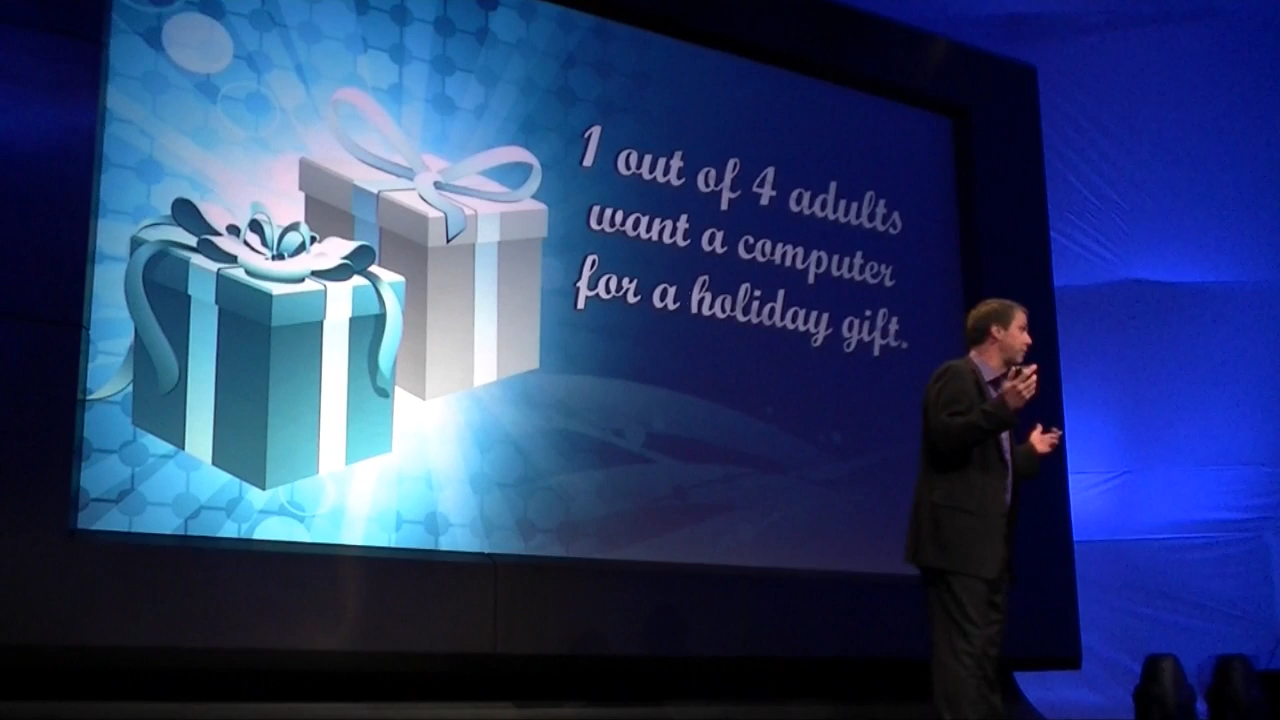 1 out of 4 adults
want a computer
for a holiday gift.